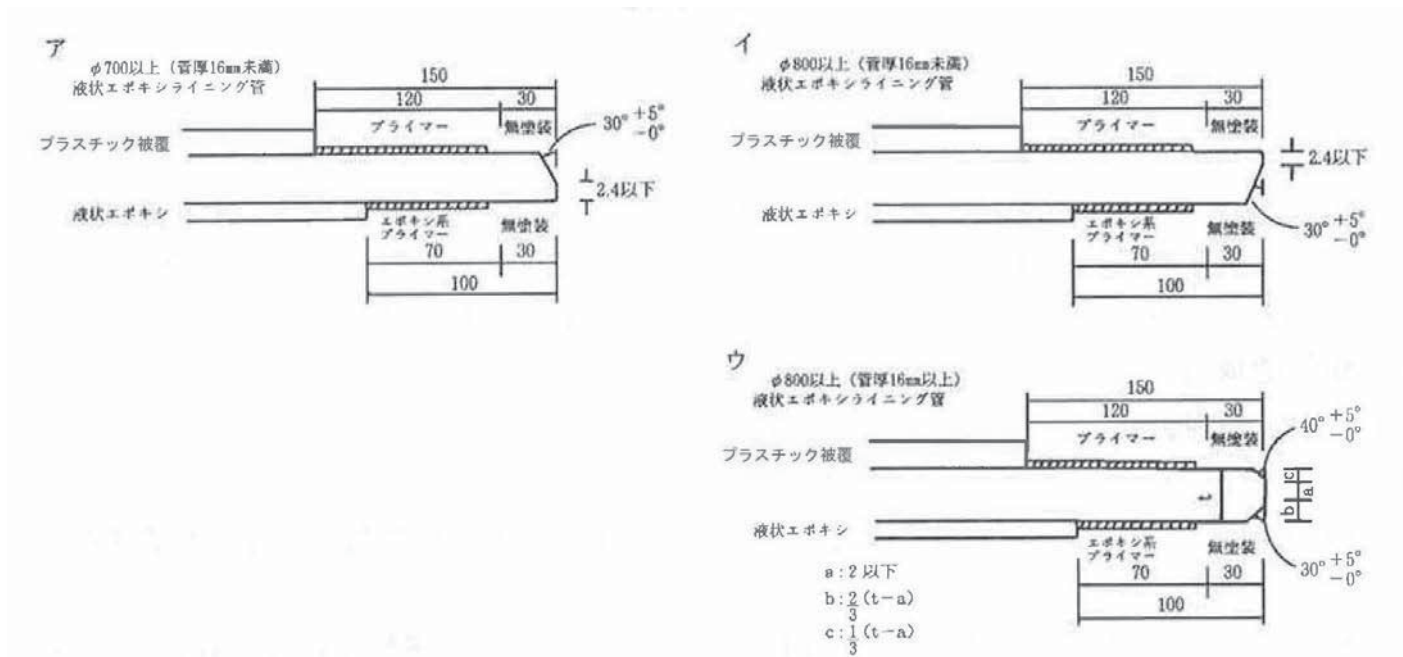 ア
φ700以上（管厚16mm未満）
液状エポキシライニング管
150
120
30
プライマー
無塗装
30° +5° −0°
プラスチック被覆
2.4以下
液状エポキシ
エポキシ系
プライマー
無塗装
70
30
100
イ
φ800以上（管厚16mm未満）
液状エポキシライニング管
150
120
30
プライマー
無塗装
プラスチック被覆
2.4以下
液状エポキシ
エポキシ系
プライマー
無塗装
30° +5° −0°
70
30
100
ウ
φ800以上（管厚16mm以上）
液状エポキシライニング管
150
120
30
プライマー
無塗装
40° +5° −0°
プラスチック被覆
c
a
b
t
液状エポキシ
エポキシ系
プライマー
無塗装
30° +5° −0°
70
30
100
a：2 以下
b：2/3 (t−a)
c：1/3 (t−a)